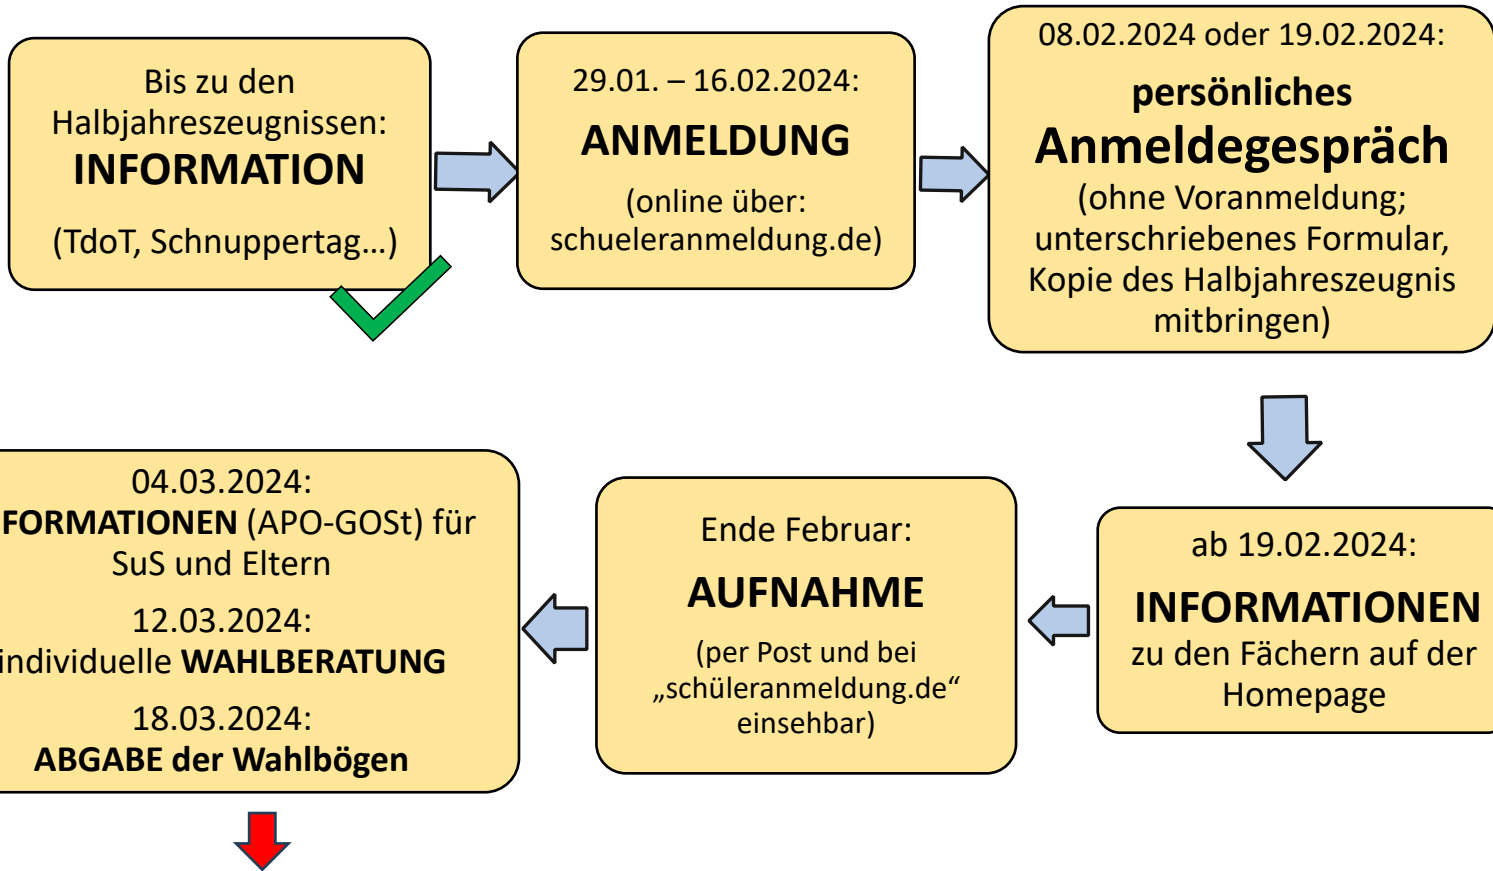 Bis zu den
Halbjahreszeugnissen:
INFORMATION
(TdoT, Schnuppertag...)
29.01. – 16.02.2024:
ANMELDUNG
(online über:
schueleranmeldung.de)
08.02.2024 oder 19.02.2024:
persönliches
Anmeldegespräch
(ohne Voranmeldung;
unterschriebenes Formular,
Kopie des Halbjahreszeugnis
mitbringen)
ab 19.02.2024:
INFORMATIONEN
zu den Fächern auf der
Homepage
Ende Februar:
AUFNAHME
(per Post und bei
„schüleranmeldung.de“
einsehbar)
04.03.2024:
FORMATIONEN (APO-GOSt) für
SuS und Eltern
12.03.2024:
individuelle WAHLBERATUNG
18.03.2024:
ABGABE der Wahlbögen